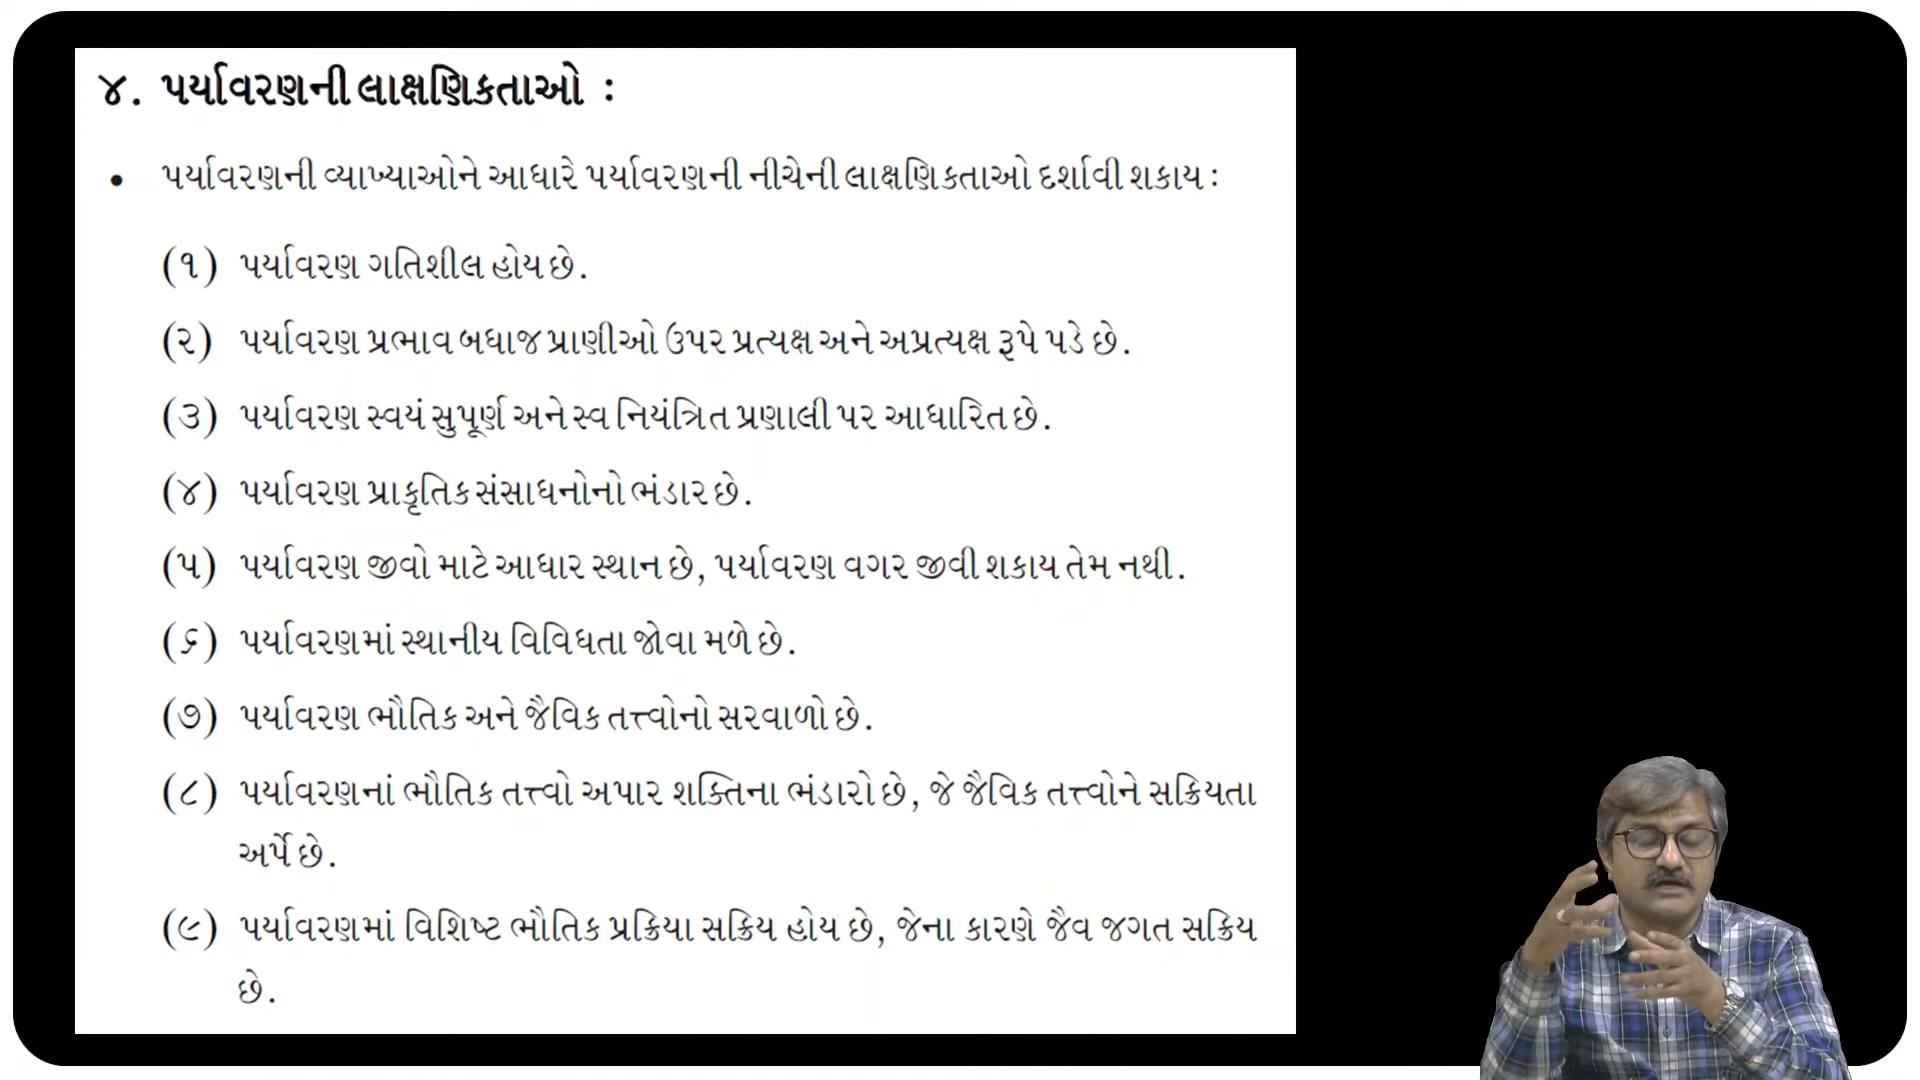 ૪. પર્યાવરણની લાક્ષણિકતાઓ :
• પર્યાવરણની વ્યાખ્યાઓને આધારે પર્યાવરણની નીચેની લાક્ષણિકતાઓ દર્શાવી શકાય :
(૧) પર્યાવરણ ગતિશીલ હોય છે.
(૨) પર્યાવરણ પ્રભાવ બધાજ પ્રાણીઓ ઉપર પ્રત્યક્ષ અને અપ્રત્યક્ષ રૂપે પડે છે.
(૩) પર્યાવરણ સ્વયં સુપૂર્ણ અને સ્વ નિયંત્રિત પ્રણાલી પર આધારિત છે.
(૪) પર્યાવરણ પ્રાકૃતિક સંસાધનોનો ભંડાર છે.
(૫) પર્યાવરણ જીવો માટે આધાર સ્થાન છે, પર્યાવરણ વગર જીવી શકાય તેમ નથી.
(૬) પર્યાવરણમાં સ્થાનીય વિવિધતા જોવા મળે છે.
(૭) પર્યાવરણ ભૌતિક અને જૈવિક તત્ત્વોનો સરવાળો છે.
(૮) પર્યાવરણનાં ભૌતિક તત્ત્વો અપાર શક્તિના ભંડારો છે, જે જૈવિક તત્ત્વોને સક્રિયતા
અર્પે છે.
(૯) પર્યાવરણમાં વિશિષ્ટ ભૌતિક પ્રક્રિયા સક્રિય હોય છે, જેના કારણે જૈવ જગત સક્રિય
છે.